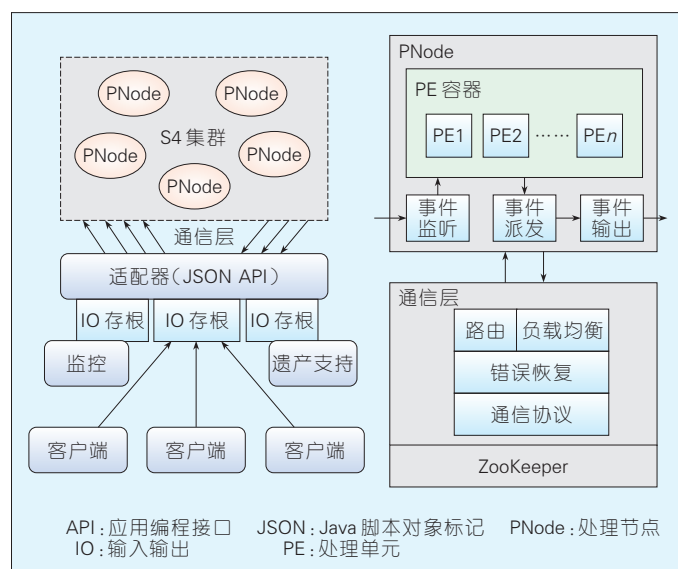 PNode
PNode
S4 集群
PNode
PNode
PNode
通信层
适配器(JSON API)
IO 存根
IO 存根
IO 存根
监控
遗产支持
客户端
客户端
客户端
PNode
PE 容器
PE1
PE2
……
PEn
事件
监听
事件
派发
事件
输出
通信层
路由
负载均衡
错误恢复
通信协议
ZooKeeper
API:应用编程接口 JSON:Java 脚本对象标记 PNode:处理节点
IO:输入输出 PE:处理单元